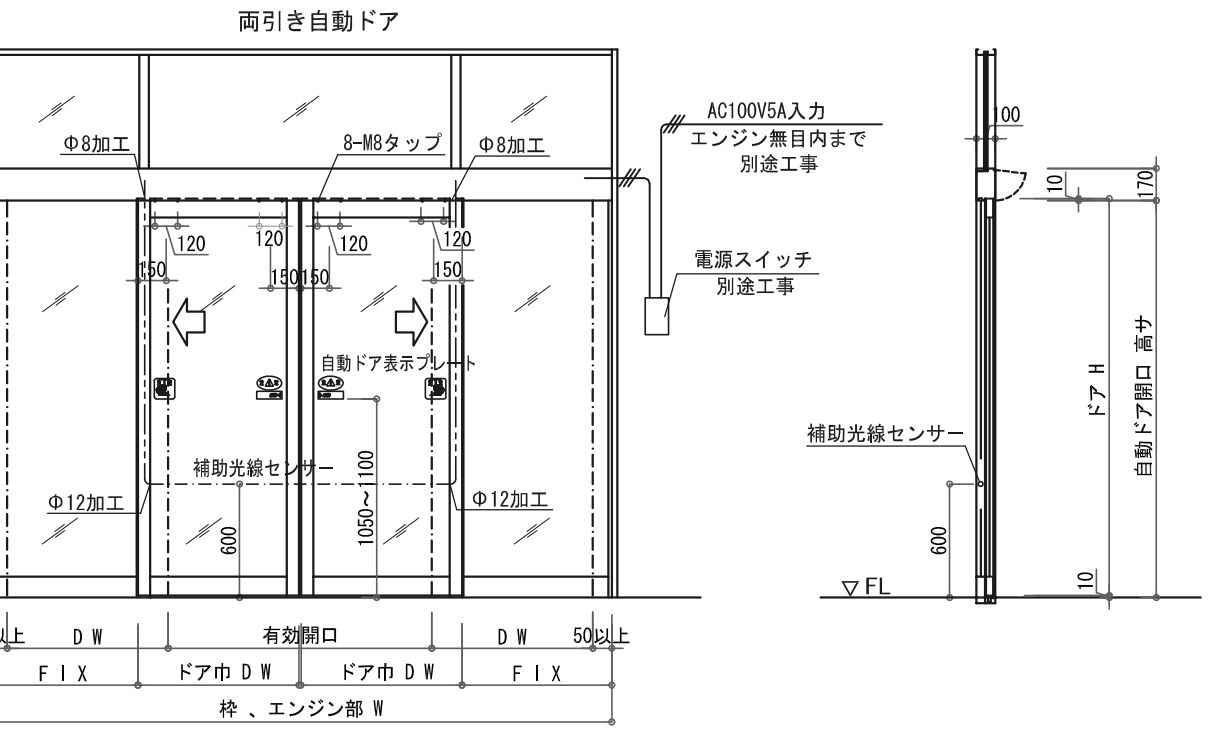 両引き自動ドア
AC100V5A入力
エンジン無目内まで
別途工事
100
Φ8加工
8-M8タップ
Φ8加工
10
170
120
120
120
120
150
150
150
150
電源スイッチ
別途工事
自動ドア表示プレート
ドア H
自動ドア開口 高サ
補助光線センサー
補助光線センサー
Φ12加工
Φ12加工
600
1050～1100
600
10
▽FL
以上
D W
有効開口
D W
50以上
F I X
ドア巾 D W
ドア巾 D W
F I X
枠 、エンジン部 W